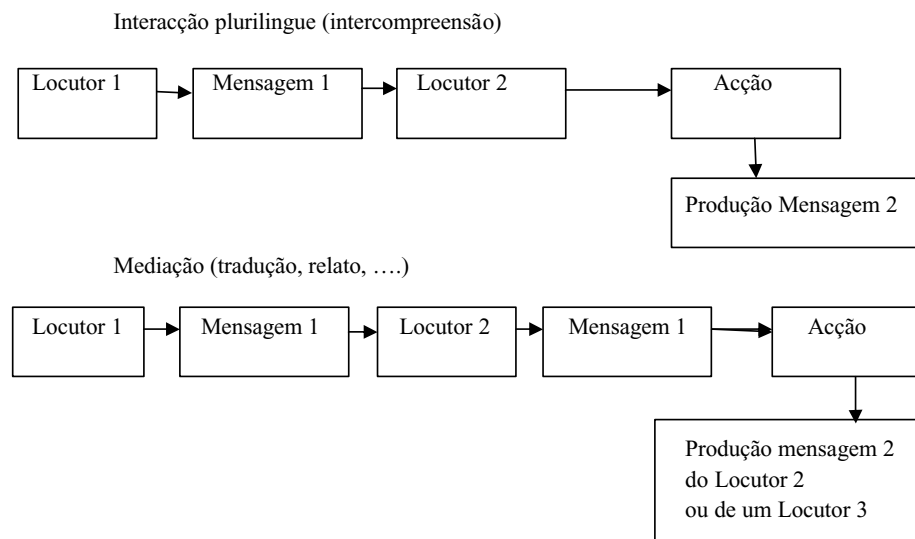 Interacção plurilingue (intercompreensão)
Locutor 1
Mensagem 1
Locutor 2
Acção
Produção Mensagem 2
Mediação (tradução, relato, ….)
Locutor 1
Mensagem 1
Locutor 2
Mensagem 1
Acção
Produção mensagem 2
do Locutor 2
ou de um Locutor 3